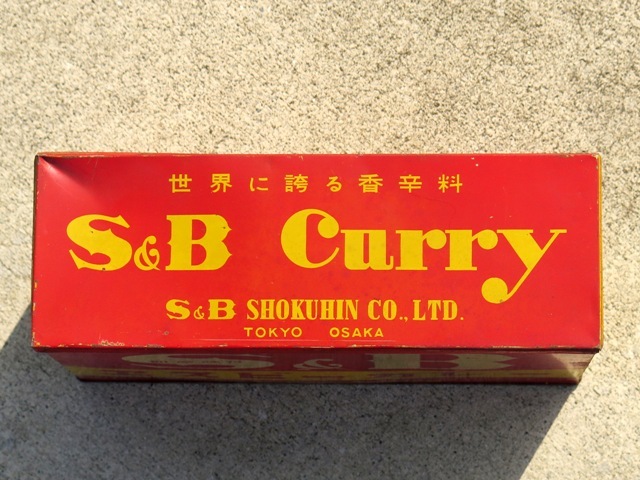 世界に誇る香辛料
S&B Curry
S&B SHOKUHIN CO., LTD.
TOKYO OSAKA
S & B